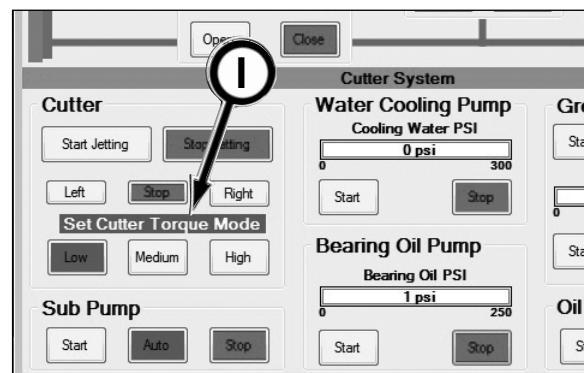 Close
I
Cutter System
Cutter
Start Jetting
Left
Stop
Right
Set Cutter Torque Mode
Low
Medium
High
Sub Pump
Start
Auto
Stop
Water Cooling Pump
Cooling Water PSI
0 psi
0
300
Start
Stop
Bearing Oil Pump
Bearing Oil PSI
1 psi
0
250
Start
Stop
0
Oil